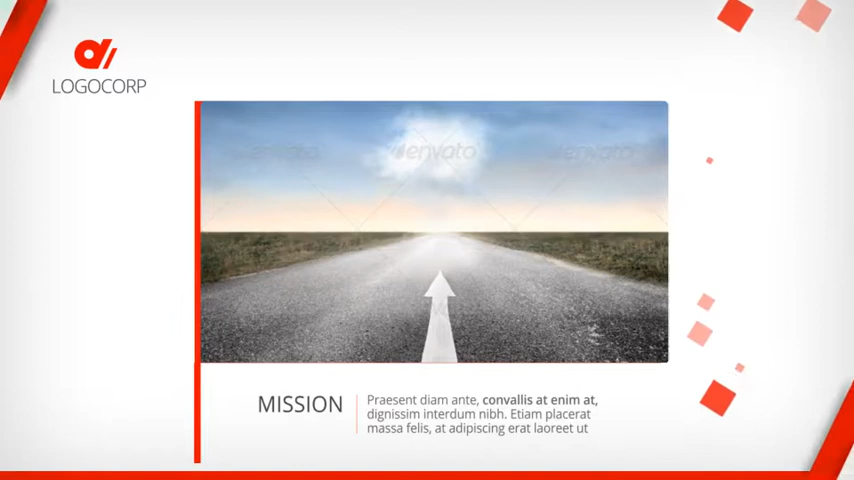 LOGOCORP
envato envato envato
MISSION
Praesent diam ante, convallis at enim at,
dignissim interdum nibh. Etiam placerat
massa felis, at adipiscing erat laoreet ut